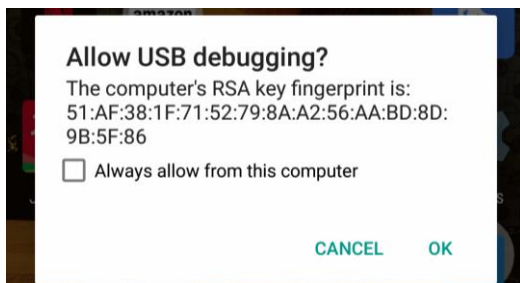 amazon
Allow USB debugging?
The computer's RSA key fingerprint is:
51:AF:38:1F:71:52:79:8A:A2:56:AA:BD:8D:
9B:5F:86
Always allow from this computer
CANCEL OK